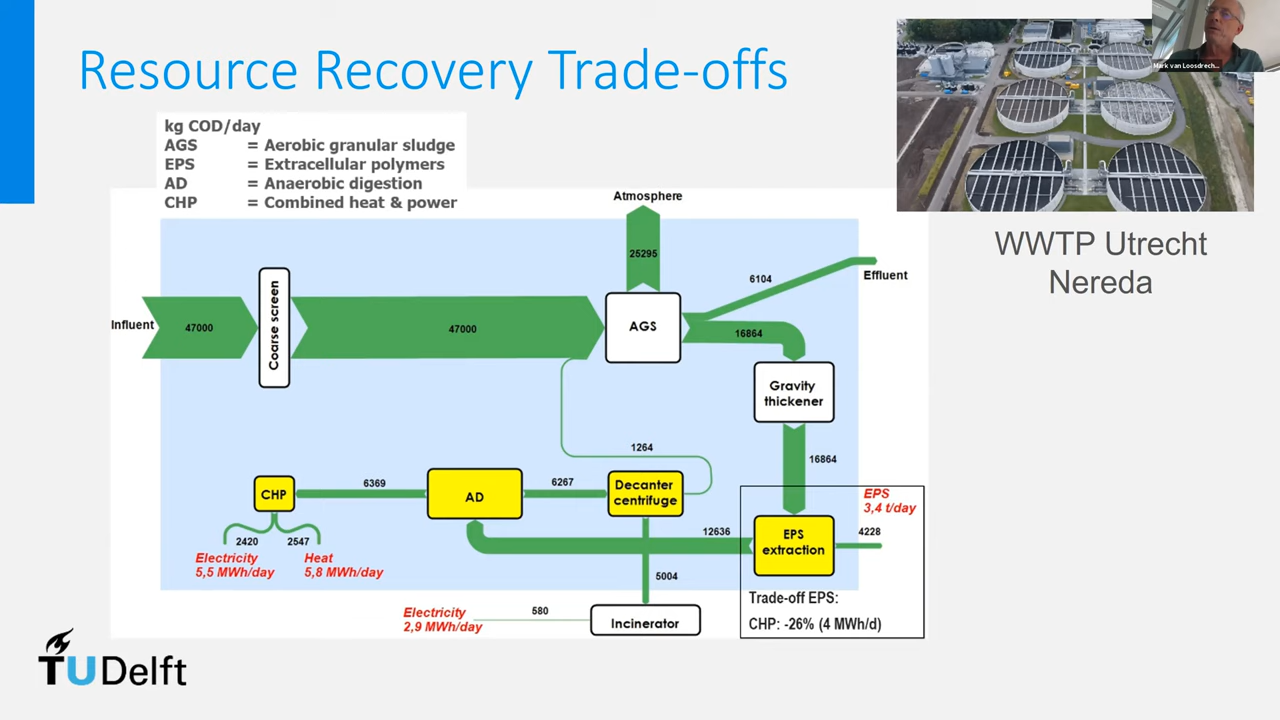 Resource Recovery Trade-offs
Mark van Loosdrech...
kg COD/day
AGS = Aerobic granular sludge
EPS = Extracellular polymers
AD = Anaerobic digestion
CHP = Combined heat & power
WWTP Utrecht
Nereda
Atmosphere
25295
6104
Effluent
Influent
47000
Coarse screen
47000
AGS
16864
Gravity
thickener
1264
16864
CHP
6369
AD
6267
Decanter
centrifuge
EPS
3,4 t/day
12636
EPS
extraction
4228
2420
2547
Electricity
5,5 MWh/day
Heat
5,8 MWh/day
5004
Trade-off EPS:
CHP: -26% (4 MWh/d)
Electricity
2,9 MWh/day
580
Incinerator
TU Delft